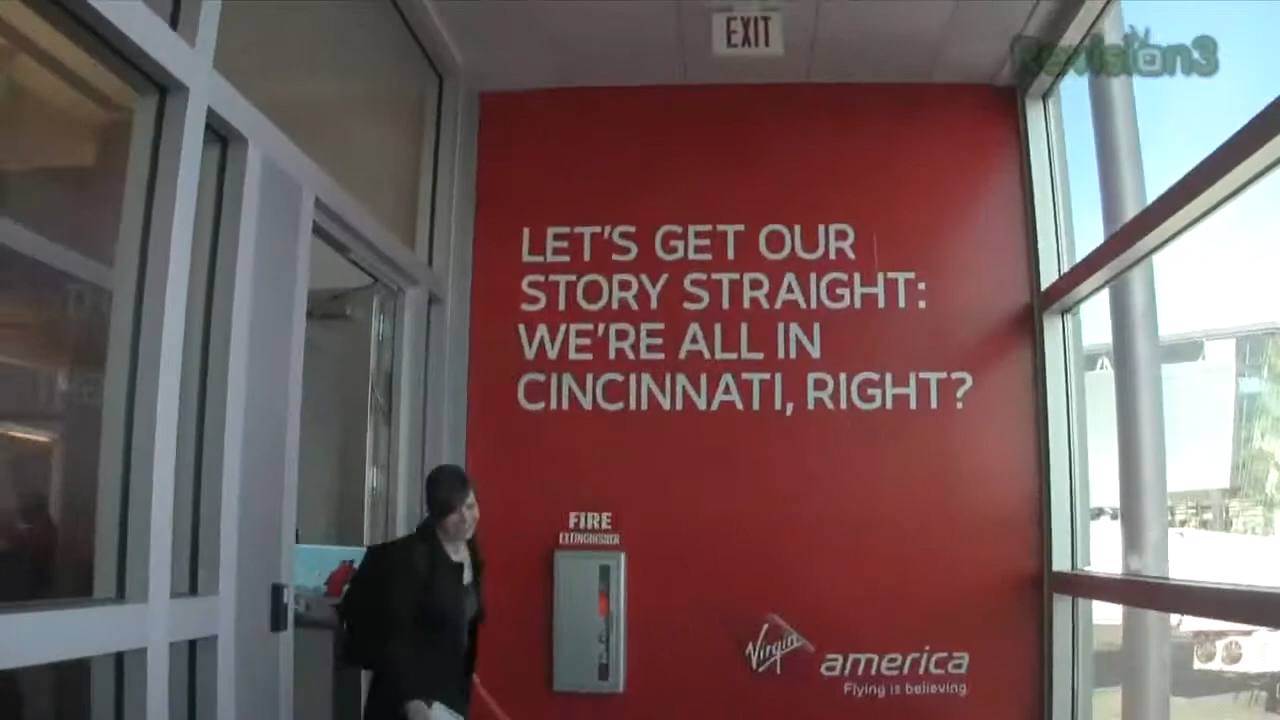 EXIT
Revision3
LET'S GET OUR
STORY STRAIGHT:
WE'RE ALL IN
CINCINNATI, RIGHT?
FIRE
EXTINGUISHER
Virgin america
Flying is believing